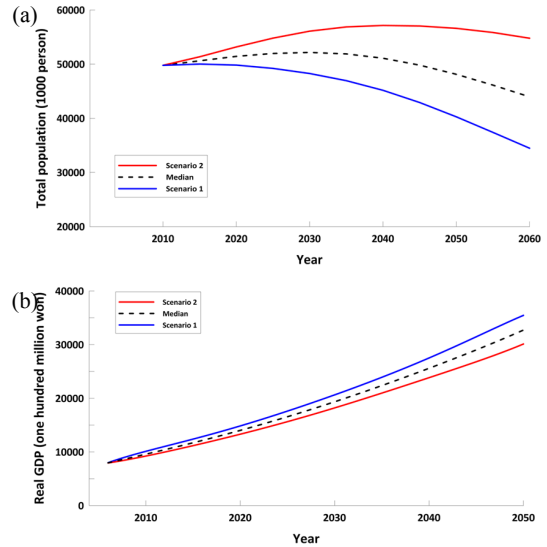 (a)
Total population (1000 person)
60000
50000
40000
30000
20000
Scenario 2
Median
Scenario 1
2010 2020 2030 2040 2050 2060
Year
(b)
Real GDP (one hundred million won)
40000
30000
20000
10000
0
Scenario 2
Median
Scenario 1
2010 2020 2030 2040 2050
Year